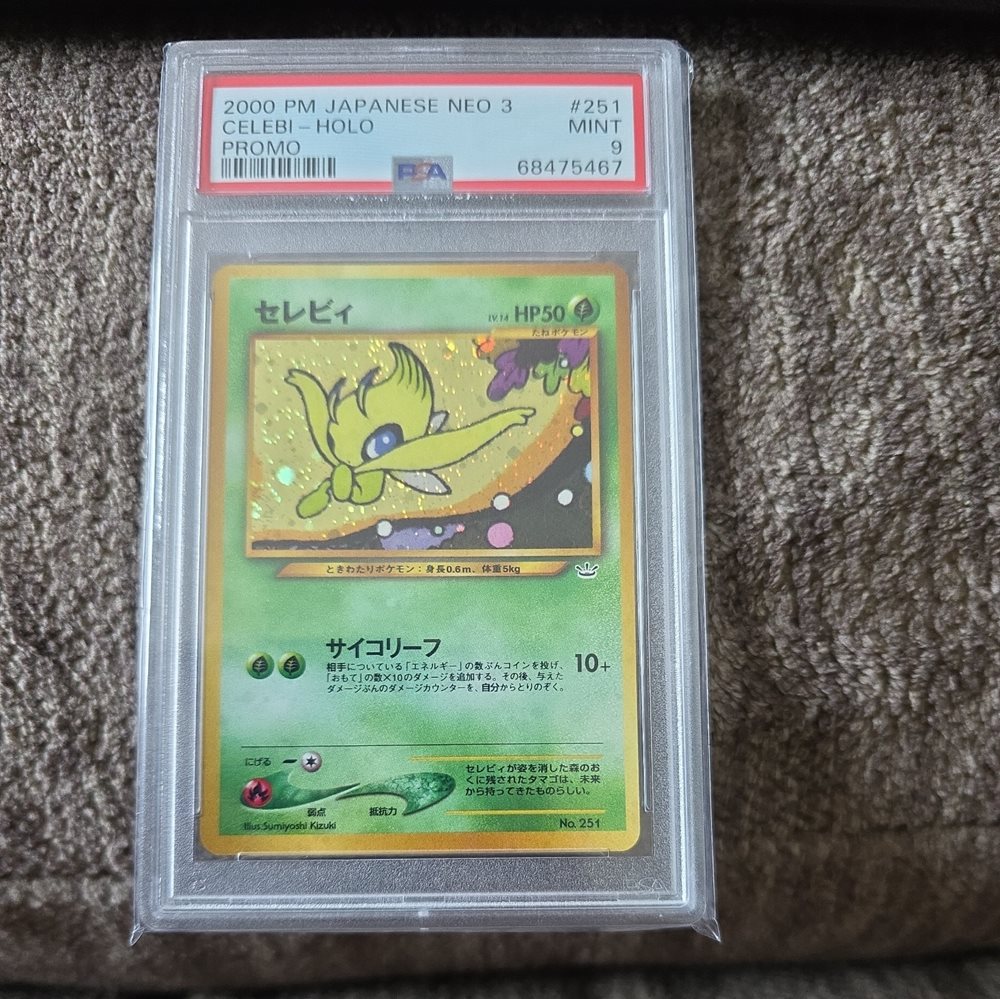 2000 PM JAPANESE NEO 3 #251
CELEBI - HOLO MINT
PROMO 9
PSA 68475467
セレビィ LV.14 HP50
たねポケモン
ときわたりポケモン:身長0.6m、体重5kg
サイコリーフ
10+
相手についている「エネルギー」の数ぶんコインを投げ、
「おもて」の数×10のダメージを追加する。その後、与えた
ダメージぶんのダメージカウンターを、自分からとりのぞく。
にげる
弱点 抵抗力
セレビィが姿を消した森のお
くに残されたタマゴは、未来
から持ってきたものらしい。
Illus.Sumiyoshi Kizuki No.251